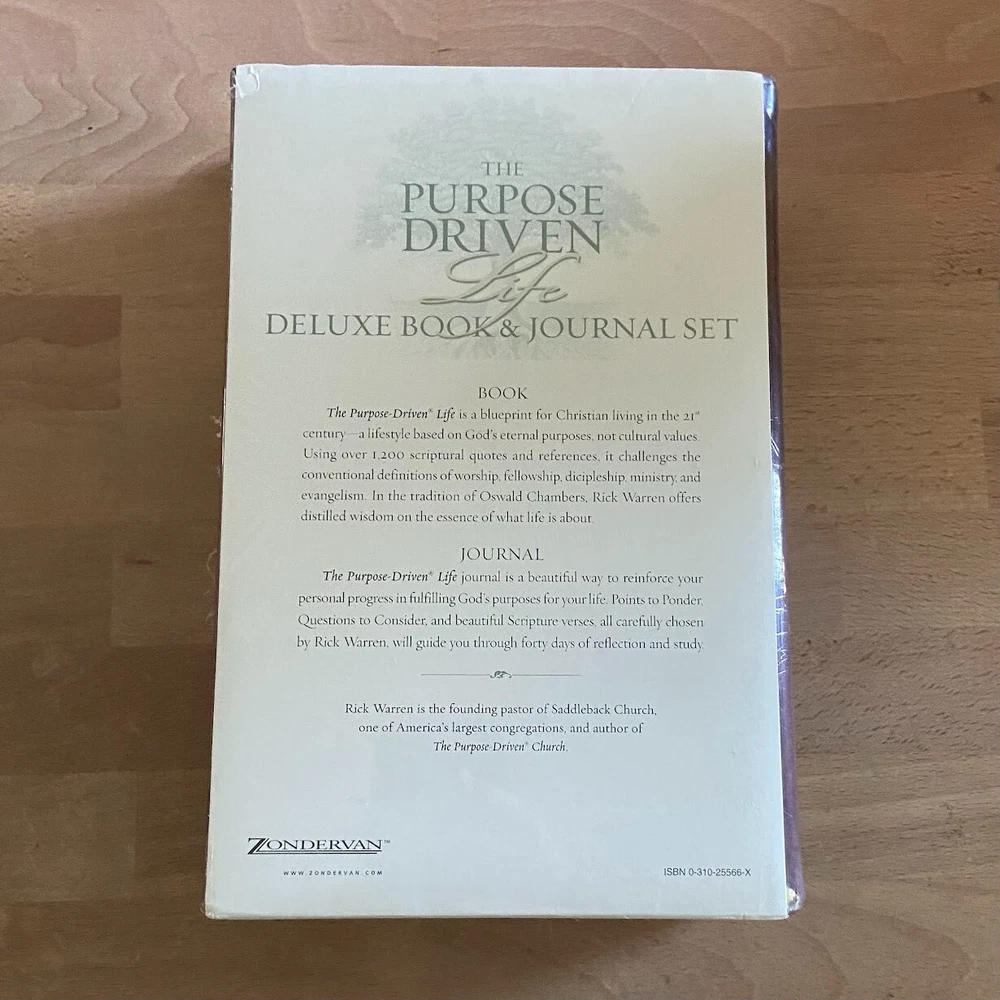 THE
PURPOSE
DRIVEN
Life
DELUXE BOOK & JOURNAL SET
BOOK
The Purpose-Driven® Life is a blueprint for Christian living in the 21st
century—a lifestyle based on God's eternal purposes, not cultural values.
Using over 1,200 scriptural quotes and references, it challenges the
conventional definitions of worship, fellowship, dicipleship, ministry, and
evangelism. In the tradition of Oswald Chambers, Rick Warren offers
distilled wisdom on the essence of what life is about.
JOURNAL
The Purpose-Driven® Life journal is a beautiful way to reinforce your
personal progress in fulfilling God's purposes for your life. Points to Ponder,
Questions to Consider, and beautiful Scripture verses, all carefully chosen
by Rick Warren, will guide you through forty days of reflection and study.
Rick Warren is the founding pastor of Saddleback Church,
one of America's largest congregations, and author of
The Purpose-Driven® Church.
ZONDERVAN™
WWW.ZONDERVAN.COM
ISBN 0-310-25566-X